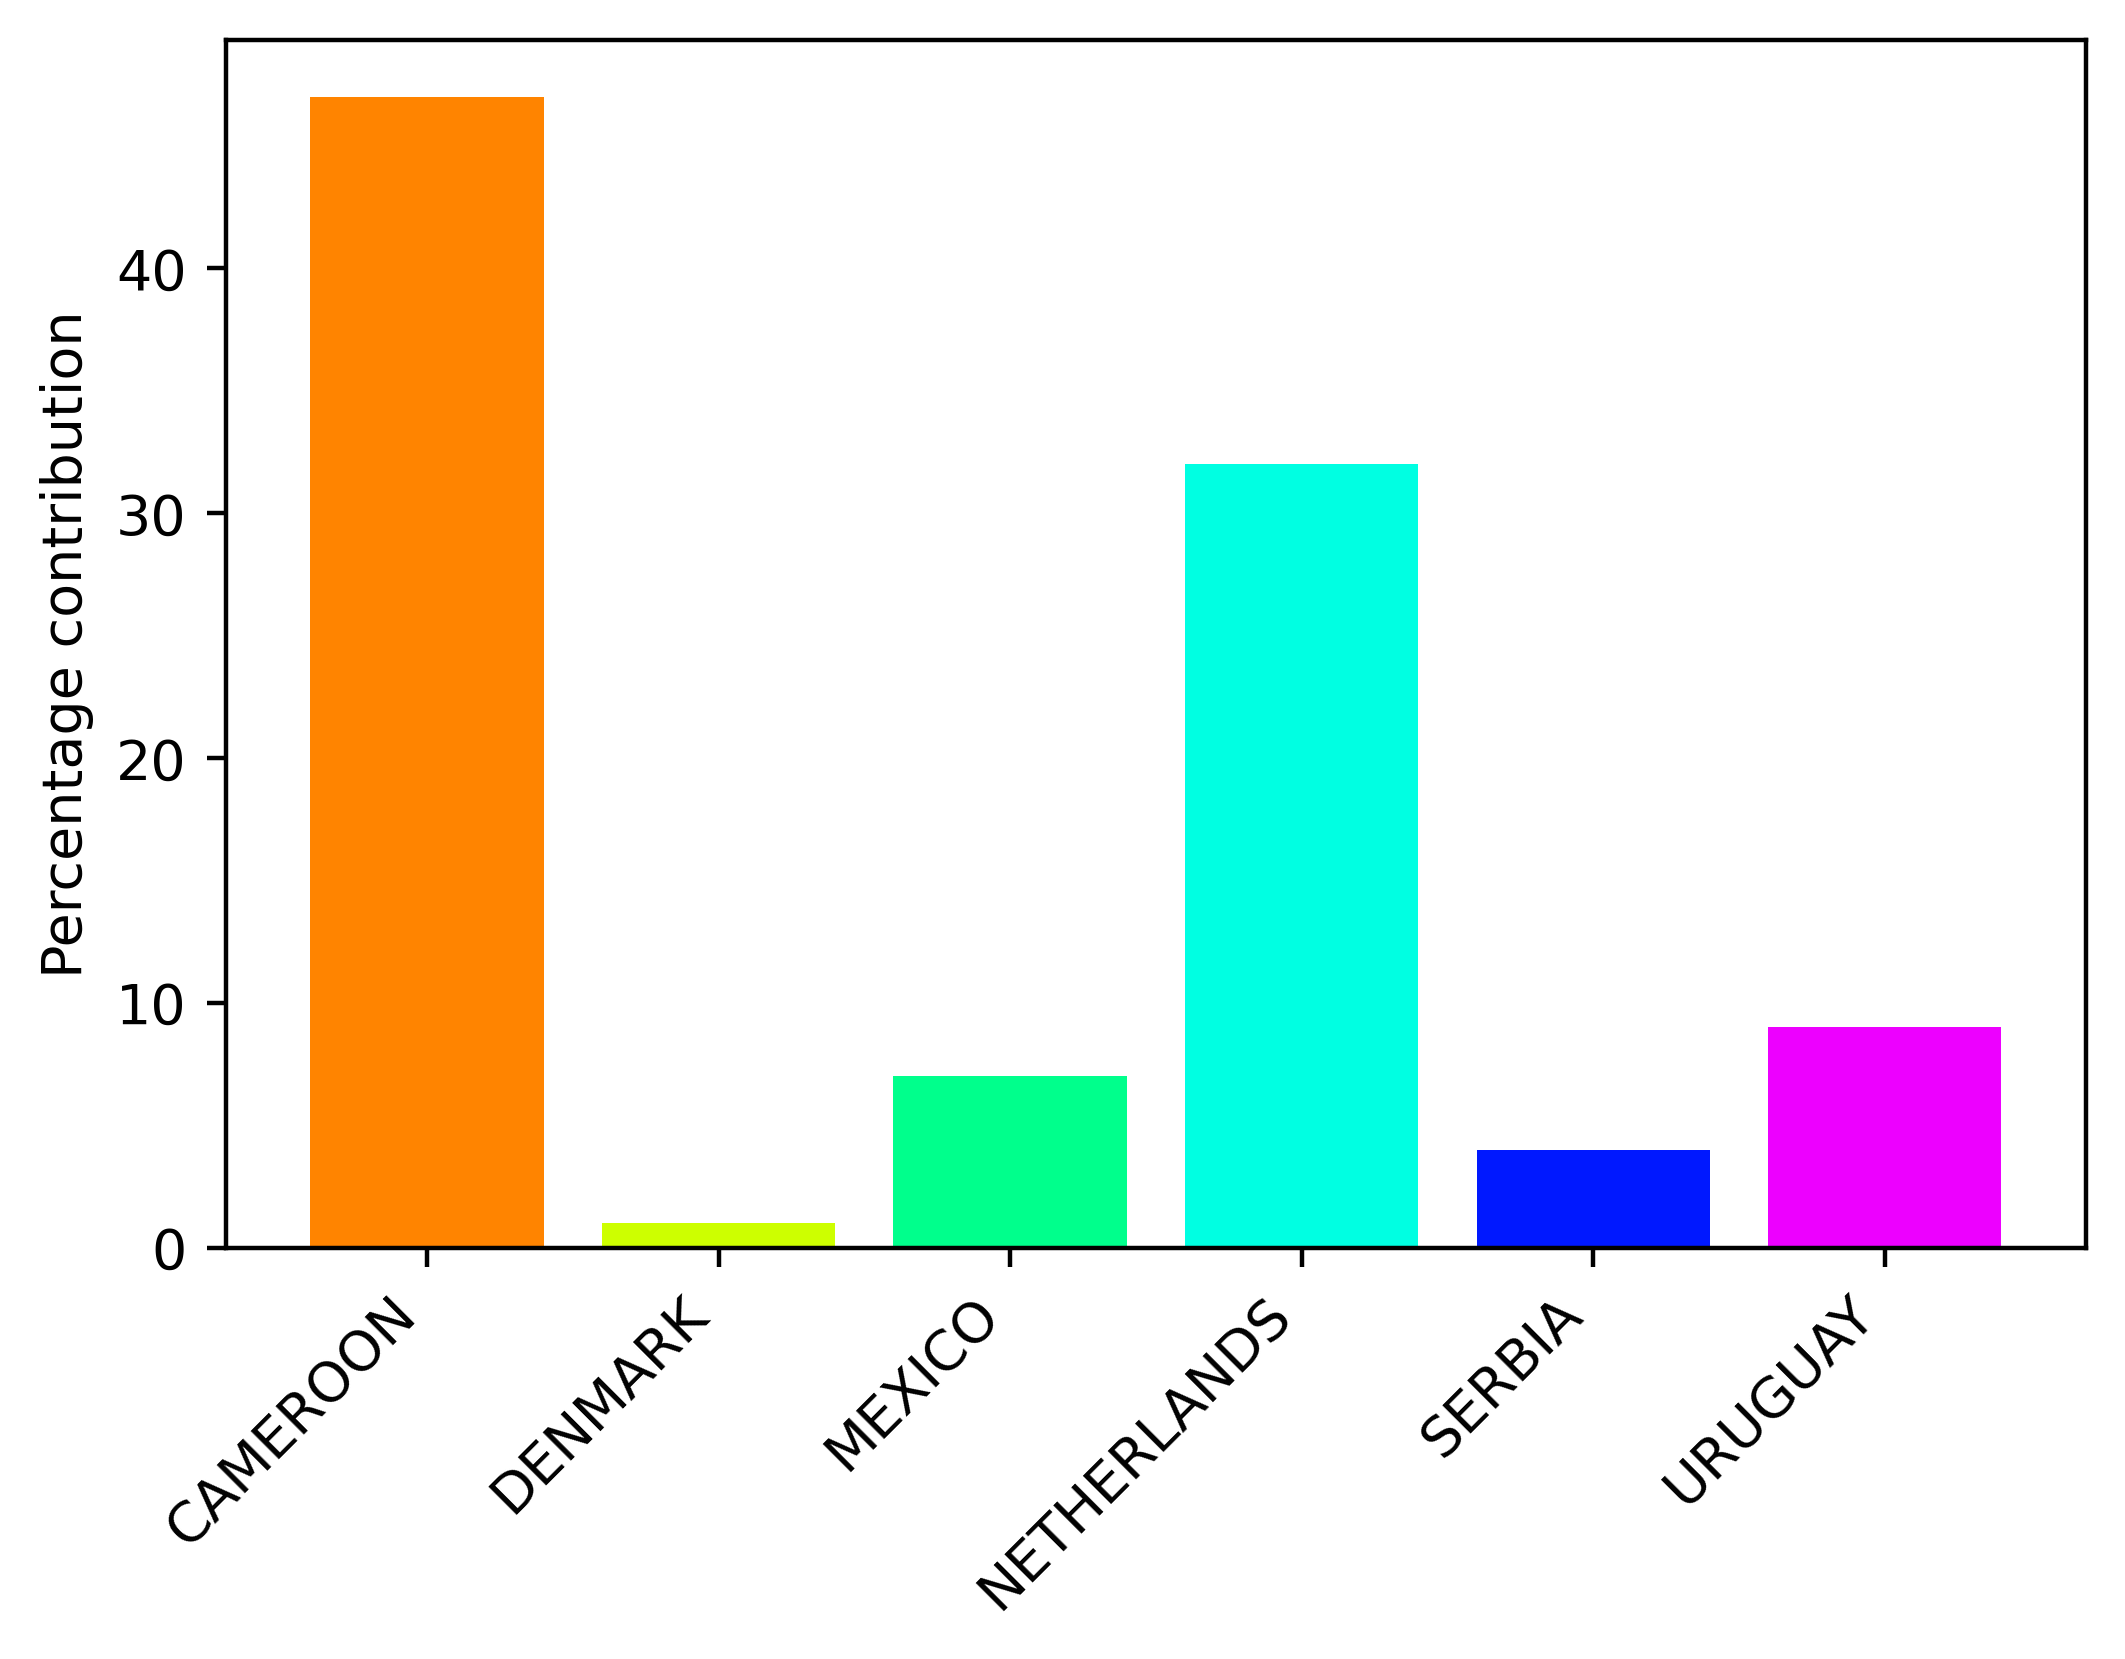 Percentage contribution
40
30
20
10
0
CAMEROON
DENMARK
MEXICO
NETHERLANDS
SERBIA
URUGUAY